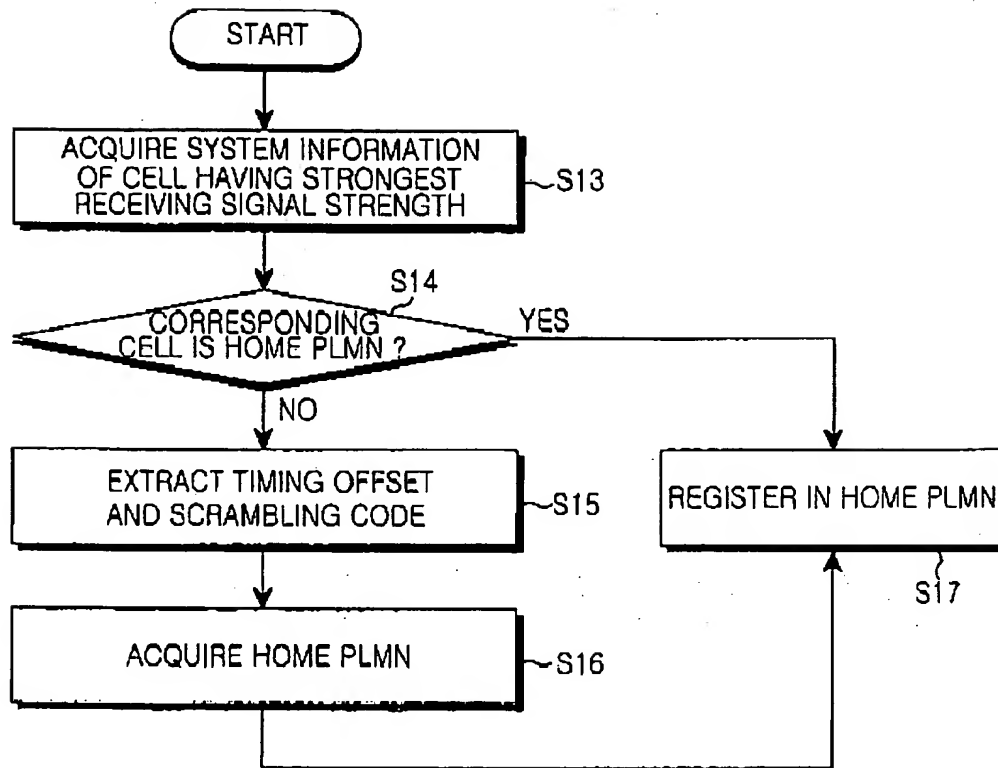 START
ACQUIRE SYSTEM INFORMATION
OF CELL HAVING STRONGEST
RECEIVING SIGNAL STRENGTH
S13
S14
CORRESPONDING
CELL IS HOME PLMN ?
YES
NO
EXTRACT TIMING OFFSET
AND SCRAMBLING CODE
S15
REGISTER IN HOME PLMN
S17
ACQUIRE HOME PLMN
S16